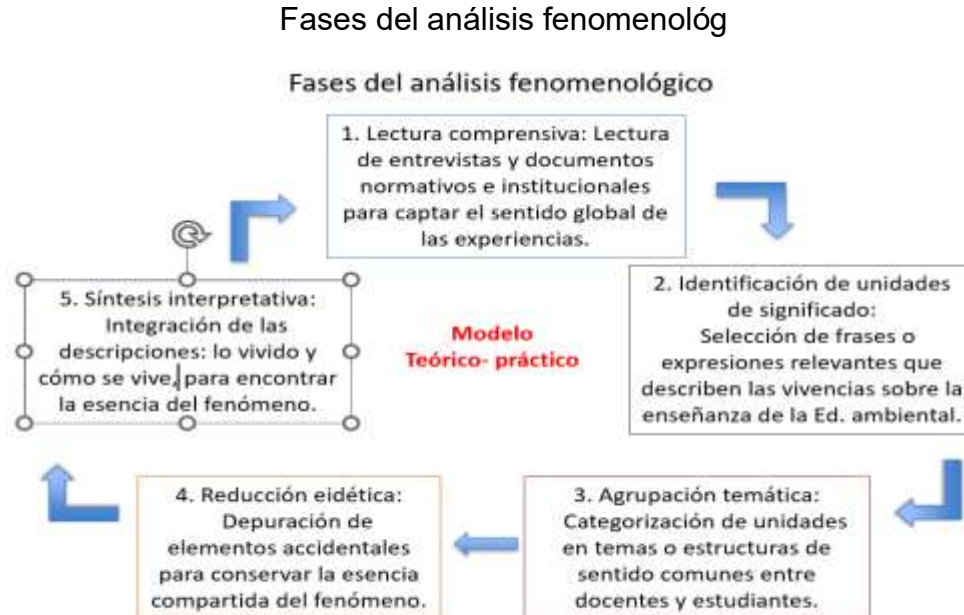 Fases del análisis fenomenológ
Fases del análisis fenomenológico
1. Lectura comprensiva: Lectura
de entrevistas y documentos
normativos e institucionales
para captar el sentido global de
las experiencias.
2. Identificación de unidades
de significado:
Selección de frases o
expresiones relevantes que
describen las vivencias sobre la
enseñanza de la Ed. ambiental.
3. Agrupación temática:
Categorización de unidades
en temas o estructuras de
sentido comunes entre
docentes y estudiantes.
4. Reducción eidética:
Depuración de
elementos accidentales
para conservar la esencia
compartida del fenómeno.
5. Síntesis interpretativa:
Integración de las
descripciones: lo vivido y
cómo se vive, para encontrar
la esencia del fenómeno.
Modelo
Teórico- práctico